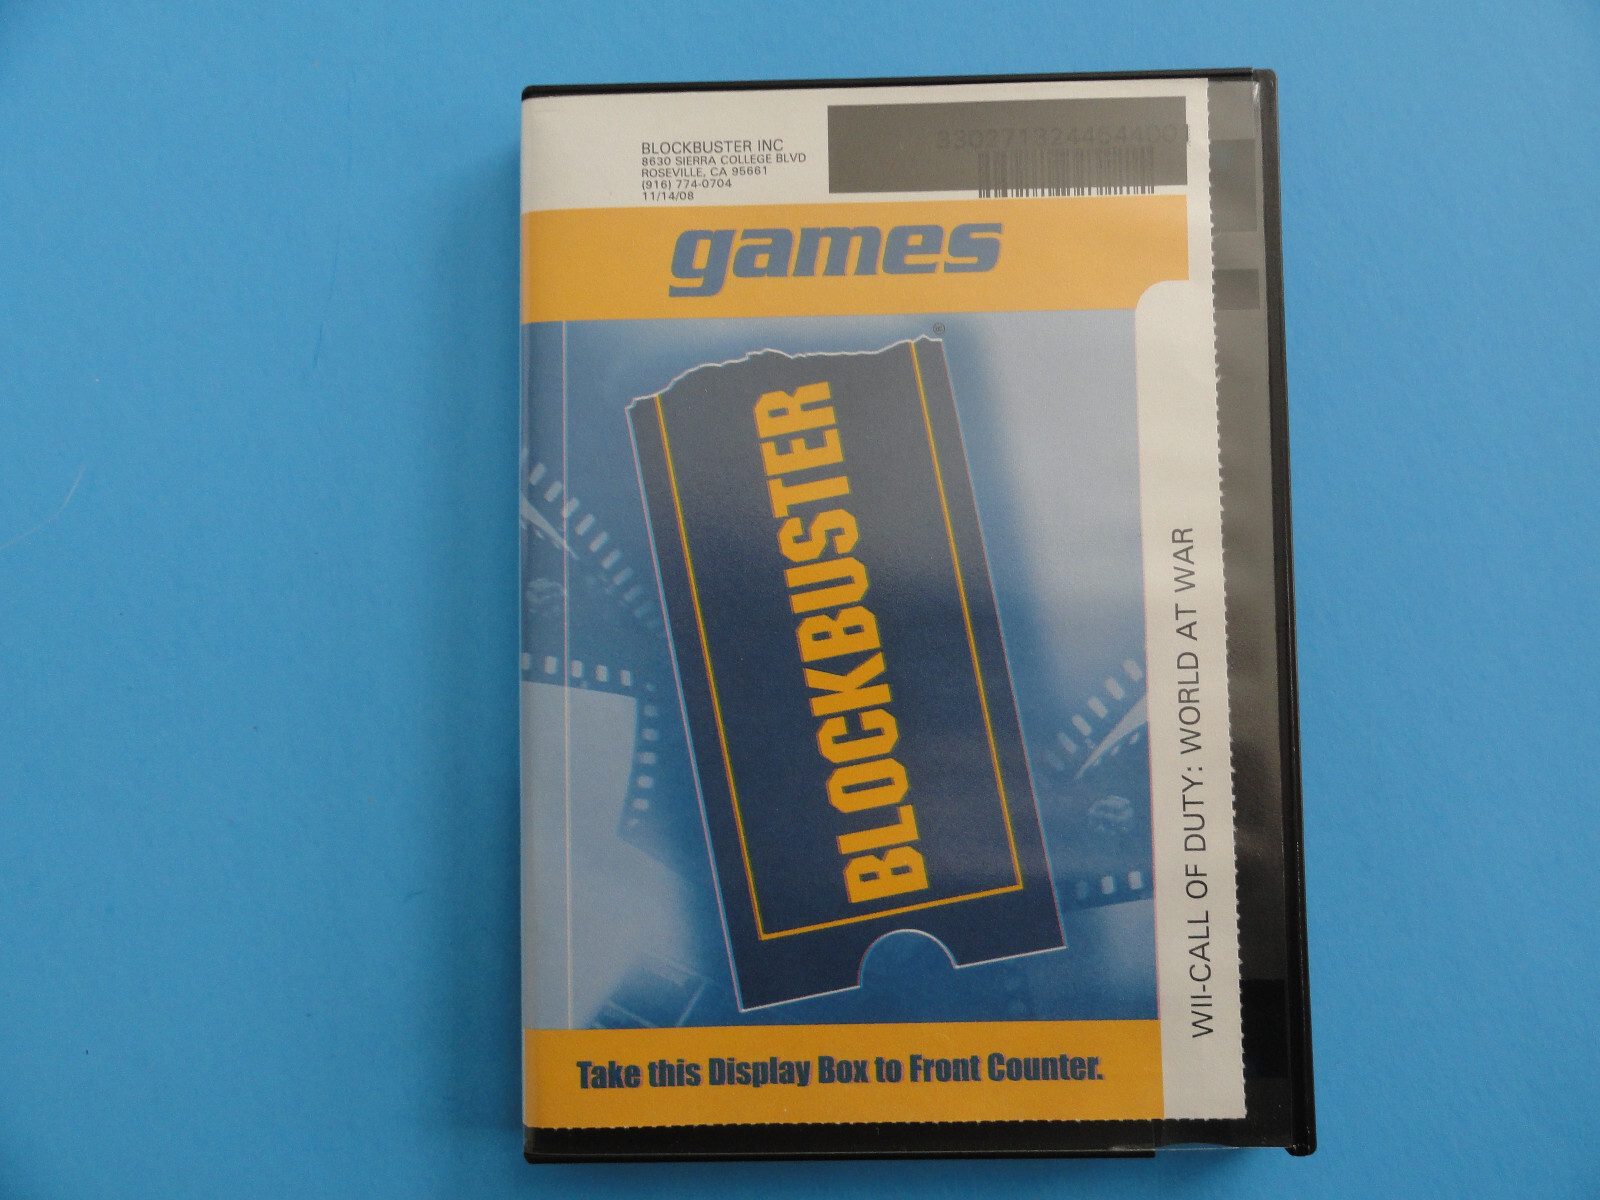 BLOCKBUSTER INC
8630 SIERRA COLLEGE BLVD
ROSEVILLE, CA 95661
(916) 774-0704
11/14/08
games
®
BLOCKBUSTER
WII-CALL OF DUTY: WORLD AT WAR
Take this Display Box to Front Counter.